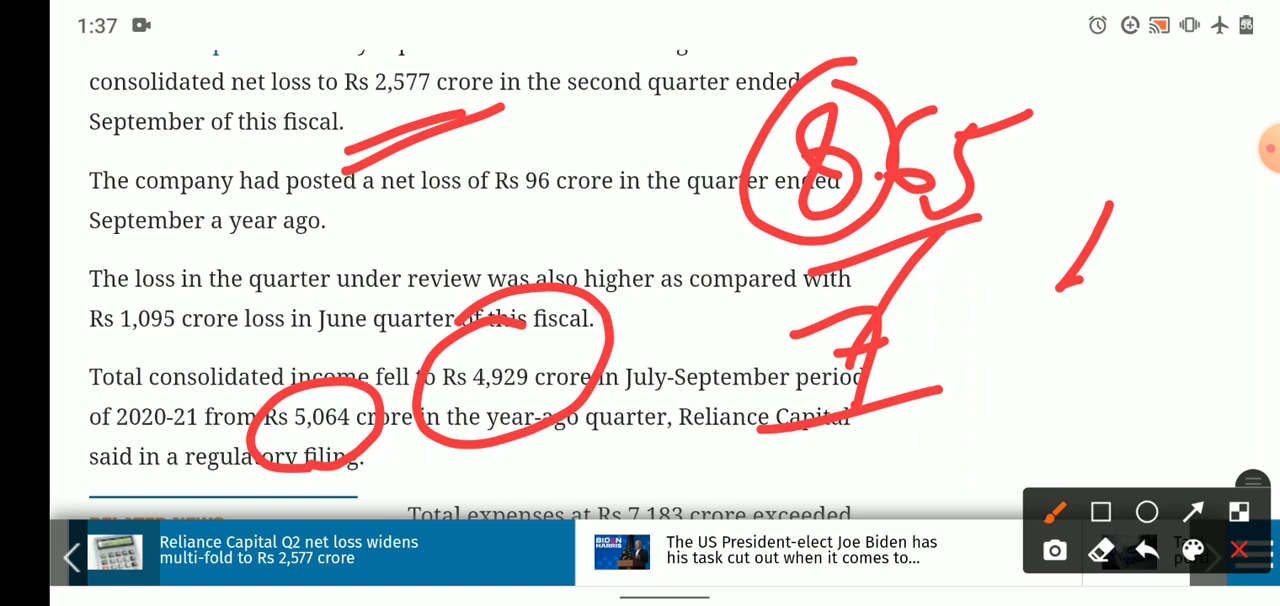 1:37
56
consolidated net loss to Rs 2,577 crore in the second quarter ended
September of this fiscal.
8.65
The company had posted a net loss of Rs 96 crore in the quarter ended
September a year ago.
The loss in the quarter under review was also higher as compared with
Rs 1,095 crore loss in June quarter of this fiscal.
7
Total consolidated income fell to Rs 4,929 crore in July-September period
of 2020-21 from Rs 5,064 crore in the year-ago quarter, Reliance Capital
said in a regulatory filing.
Total expenses at Rs 7,183 crore exceeded
Reliance Capital Q2 net loss widens
multi-fold to Rs 2,577 crore
BIDEN
HARRIS
The US President-elect Joe Biden has
his task cut out when it comes to...